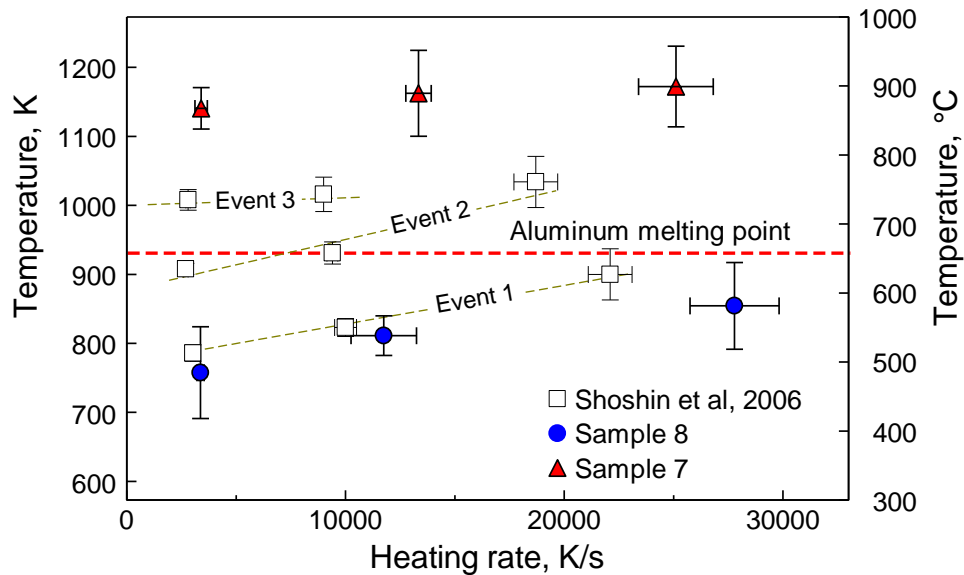 1000
1200
900
1100
800
Event 3
Event 2
1000
700
Aluminum melting point
900
600
Event 1
800
500
Shoshin et al, 2006
700
Sample 8
400
Sample 7
600
300
0
10000
20000
30000
Heating rate, K/s
Temperature, K
Temperature, °C